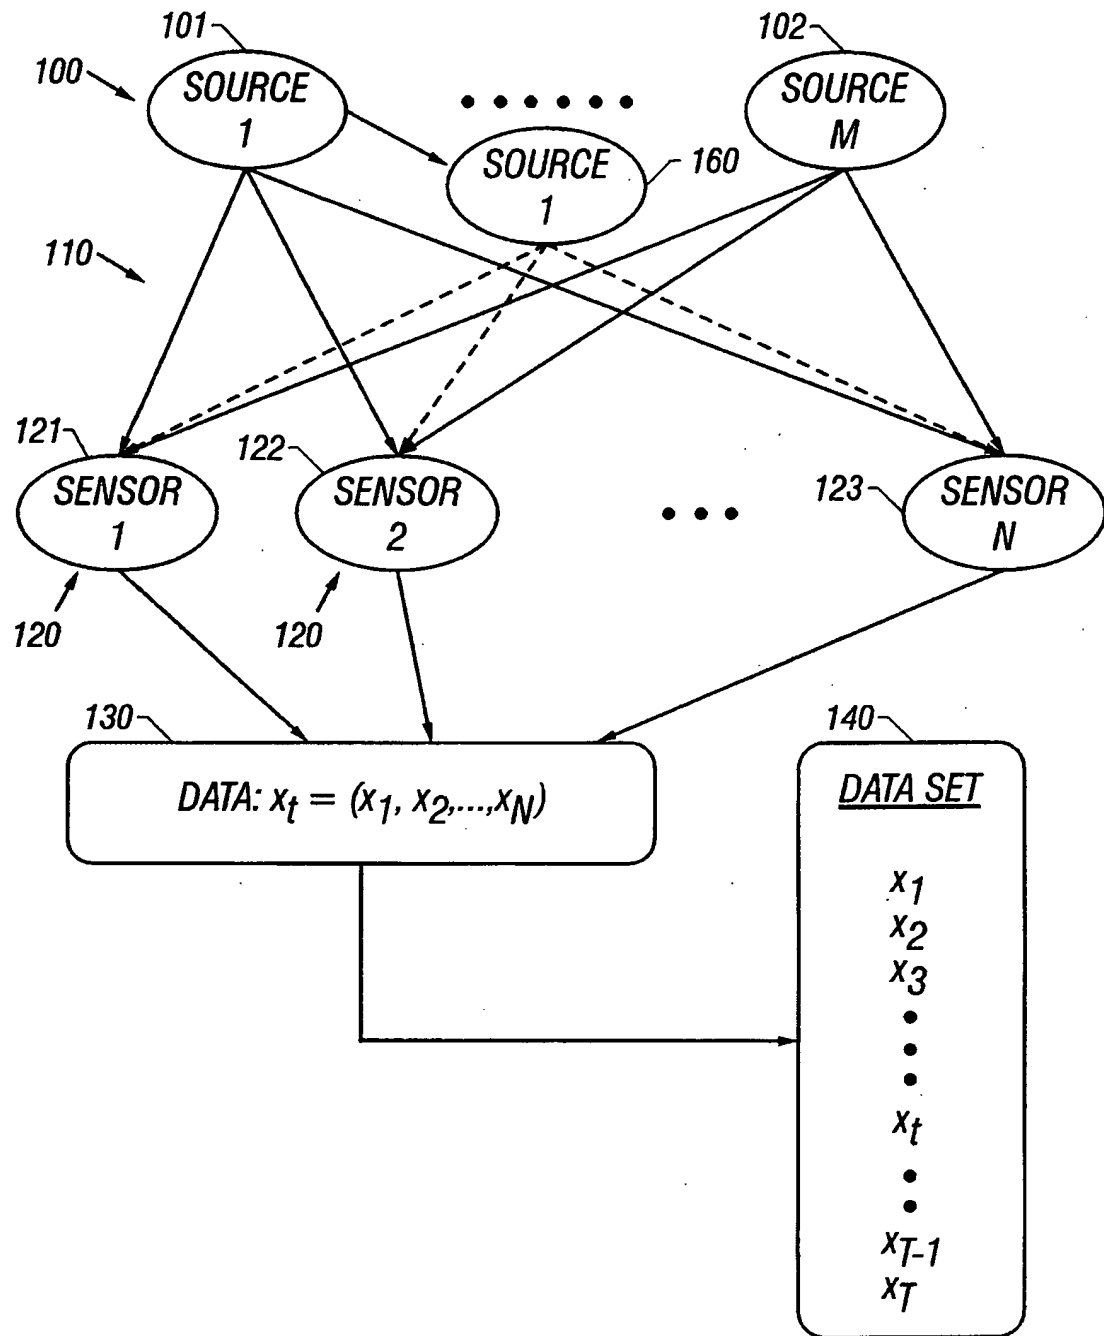 101
102
100
SOURCE
1
SOURCE
M
SOURCE
1
160
110
121
122
123
SENSOR
1
SENSOR
2
SENSOR
N
120
120
130
140
DATA: x_t = (x_1, x_2,...,x_N)
DATA SET
x_1
x_2
x_3
x_t
x_{T-1}
x_T